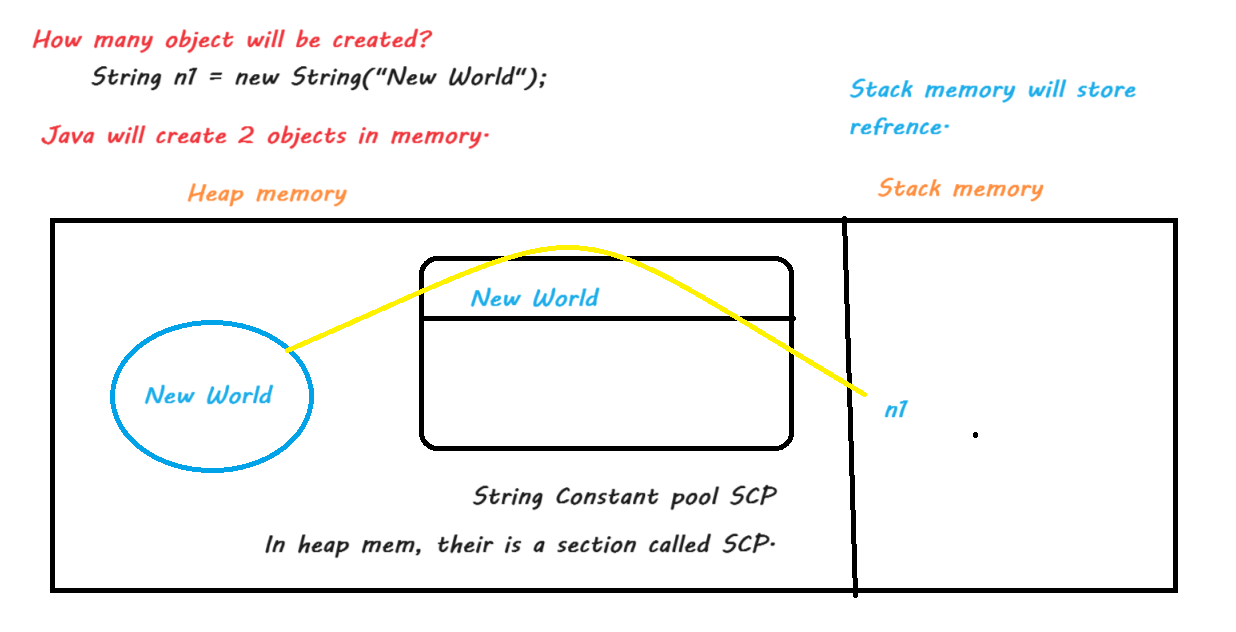 How many object will be created?
String n1 = new String("New World");
Stack memory will store
refrence.
Java will create 2 objects in memory.
Heap memory
Stack memory
New World
New World
n1
String Constant pool SCP
In heap mem, their is a section called SCP.